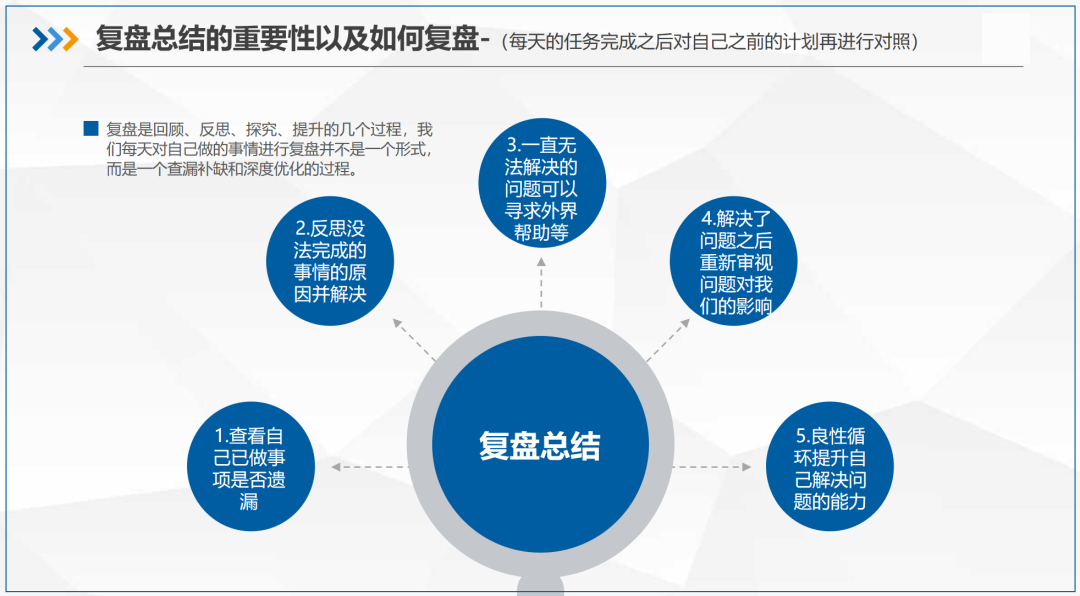 复盘总结的重要性以及如何复盘-（每天的任务完成之后对自己之前的计划再进行对照）
复盘是回顾、反思、探究、提升的几个过程，我
们每天对自己做的事情进行复盘并不是一个形式，
而是一个查漏补缺和深度优化的过程。
1.查看自
己已做事
项是否遗
漏
2.反思没
法完成的
事情的原
因并解决
3.一直无
法解决的
问题可以
寻求外界
帮助等
4.解决了
问题之后
重新审视
问题对我
们的影响
5.良性循
环提升自
己解决问
题的能力
复盘总结